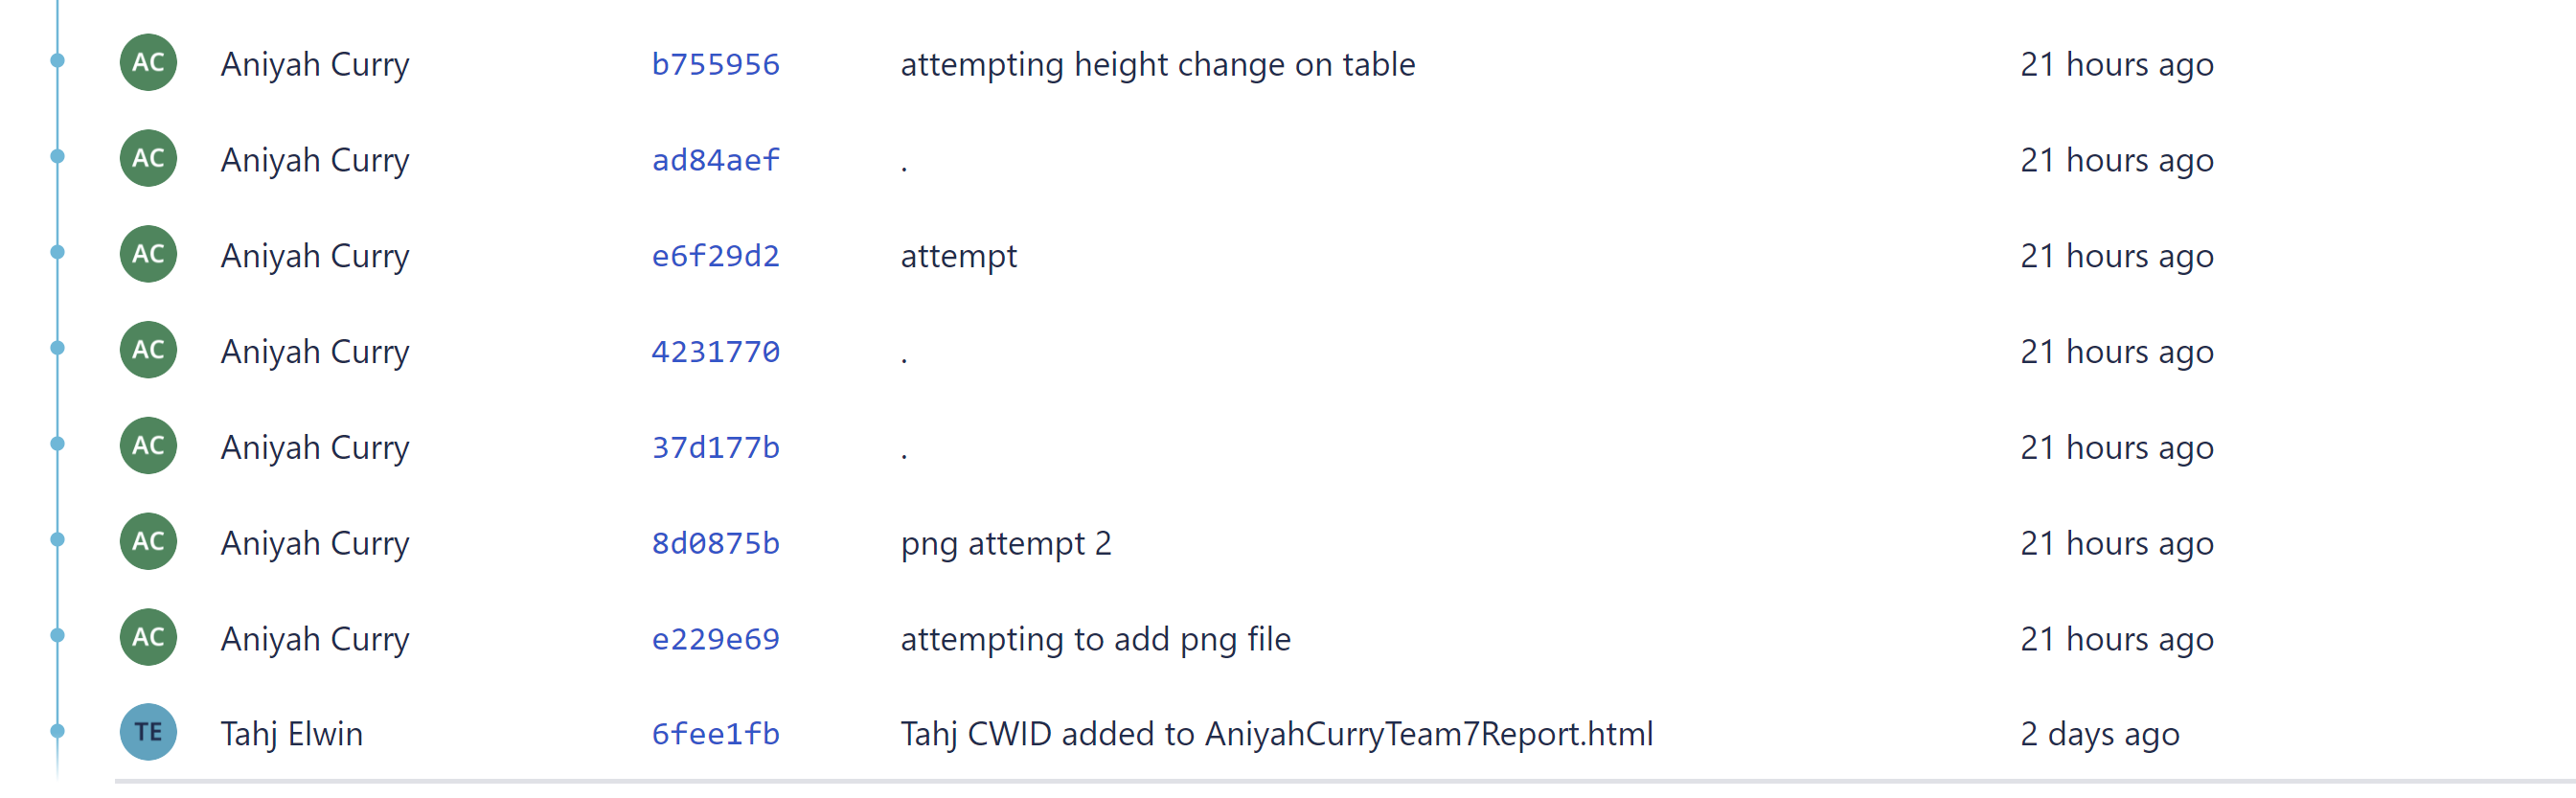 AC Aniyah Curry b755956 attempting height change on table 21 hours ago
AC Aniyah Curry ad84aef . 21 hours ago
AC Aniyah Curry e6f29d2 attempt 21 hours ago
AC Aniyah Curry 4231770 . 21 hours ago
AC Aniyah Curry 37d177b . 21 hours ago
AC Aniyah Curry 8d0875b png attempt 2 21 hours ago
AC Aniyah Curry e229e69 attempting to add png file 21 hours ago
TE Tahj Elwin 6fee1fb Tahj CWID added to AniyahCurryTeam7Report.html 2 days ago